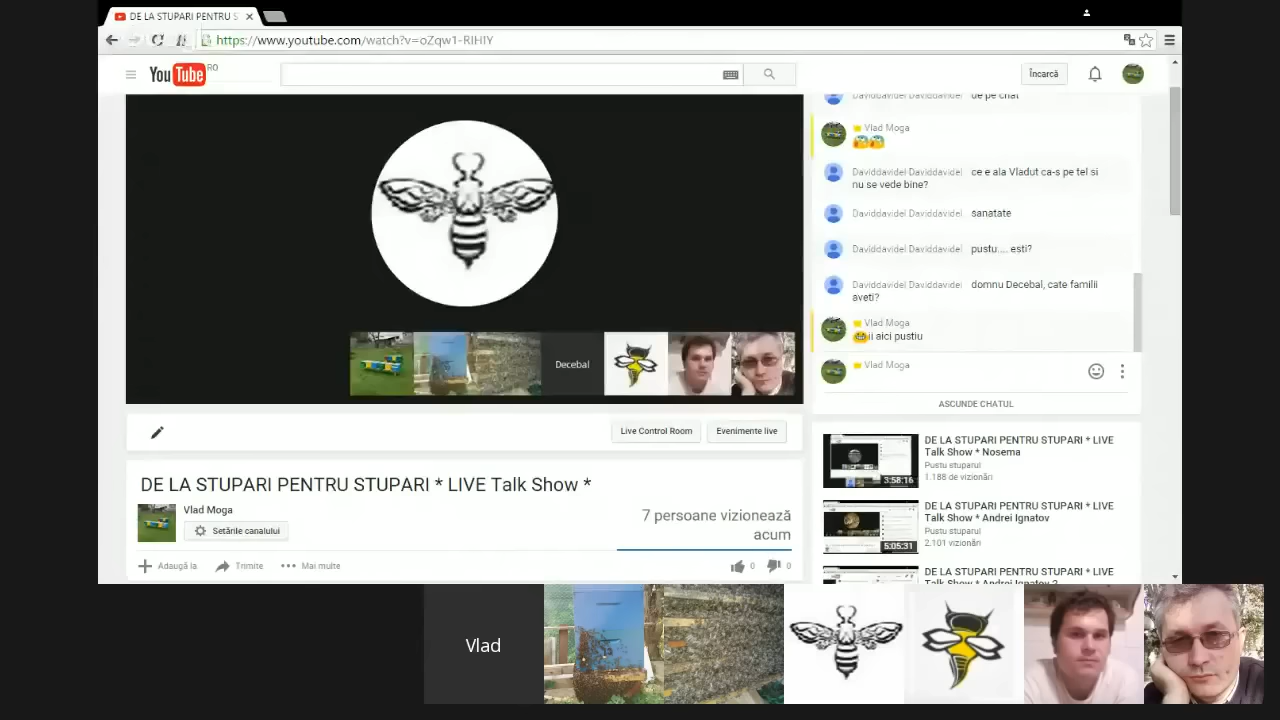 DE LA STUPARI PENTRU S
https://www.youtube.com/watch?v=oZqw1-RIHIY
YouTube RO
Încarcă
Daviddavidel Daviddavidel de pe chat
Vlad Moga
Daviddavidel Daviddavidel ce e ala Vladut ca-s pe tel si
nu se vede bine?
Daviddavidel Daviddavidel sanatate
Daviddavidel Daviddavidel pustu.... esti?
Daviddavidel Daviddavidel domnu Decebal, cate familii
aveti?
Vlad Moga
ii aici pustiu
Vlad Moga
ASCUNDE CHATUL
Decebal
Live Control Room
Evenimente live
DE LA STUPARI PENTRU STUPARI * LIVE Talk Show *
Vlad Moga
Setările canalului
7 persoane vizionează
acum
Adaugă la
Trimite
Mai multe
0
0
DE LA STUPARI PENTRU STUPARI * LIVE
Talk Show * Nosema
Pustu stuparul
1.188 de vizionări
3:58:16
DE LA STUPARI PENTRU STUPARI * LIVE
Talk Show * Andrei Ignatov
Pustu stuparul
2.101 vizionări
5:05:31
DE LA STUPARI PENTRU STUPARI * LIVE
Talk Show * Andrei Ignatov 2
Vlad